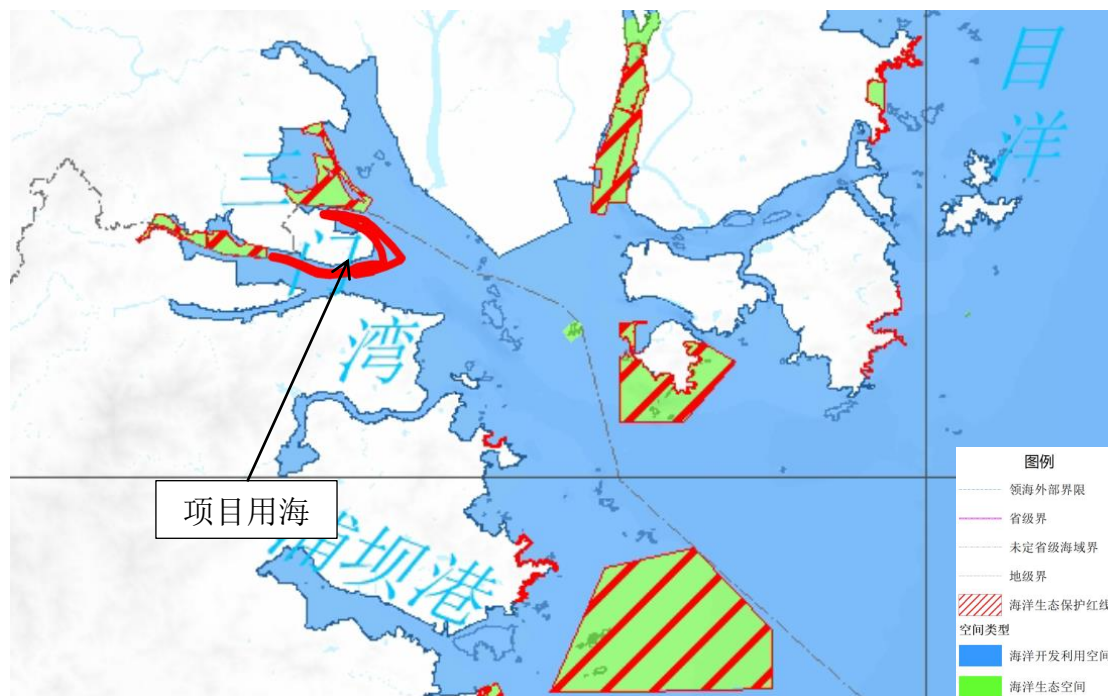 目
洋
三
门
湾
项目用海
浦坝港
图例
领海外部界限
省级界
未定省级海域界
地级界
海洋生态保护红线
空间类型
海洋开发利用空间
海洋生态空间